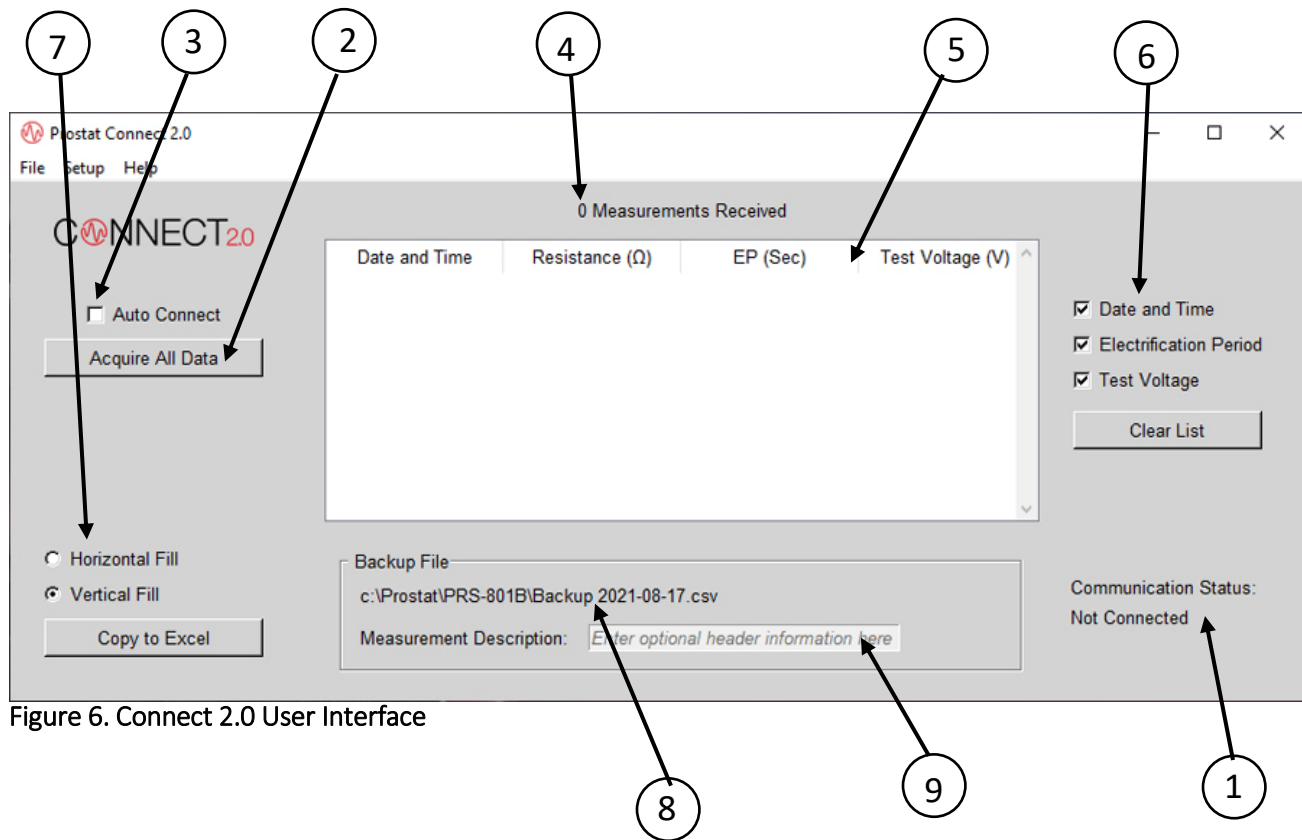 7 3 2 4 5 6
Prostat Connect 2.0
File Setup Help
CONNECT2.0
0 Measurements Received
Date and Time Resistance (Ω) EP (Sec) Test Voltage (V)
Auto Connect
Acquire All Data
Date and Time
Electrification Period
Test Voltage
Clear List
Horizontal Fill
Vertical Fill
Copy to Excel
Backup File
c:\Prostat\PRS-801B\Backup 2021-08-17.csv
Measurement Description: Enter optional header information here
Communication Status:
Not Connected
Figure 6. Connect 2.0 User Interface
8 9 1